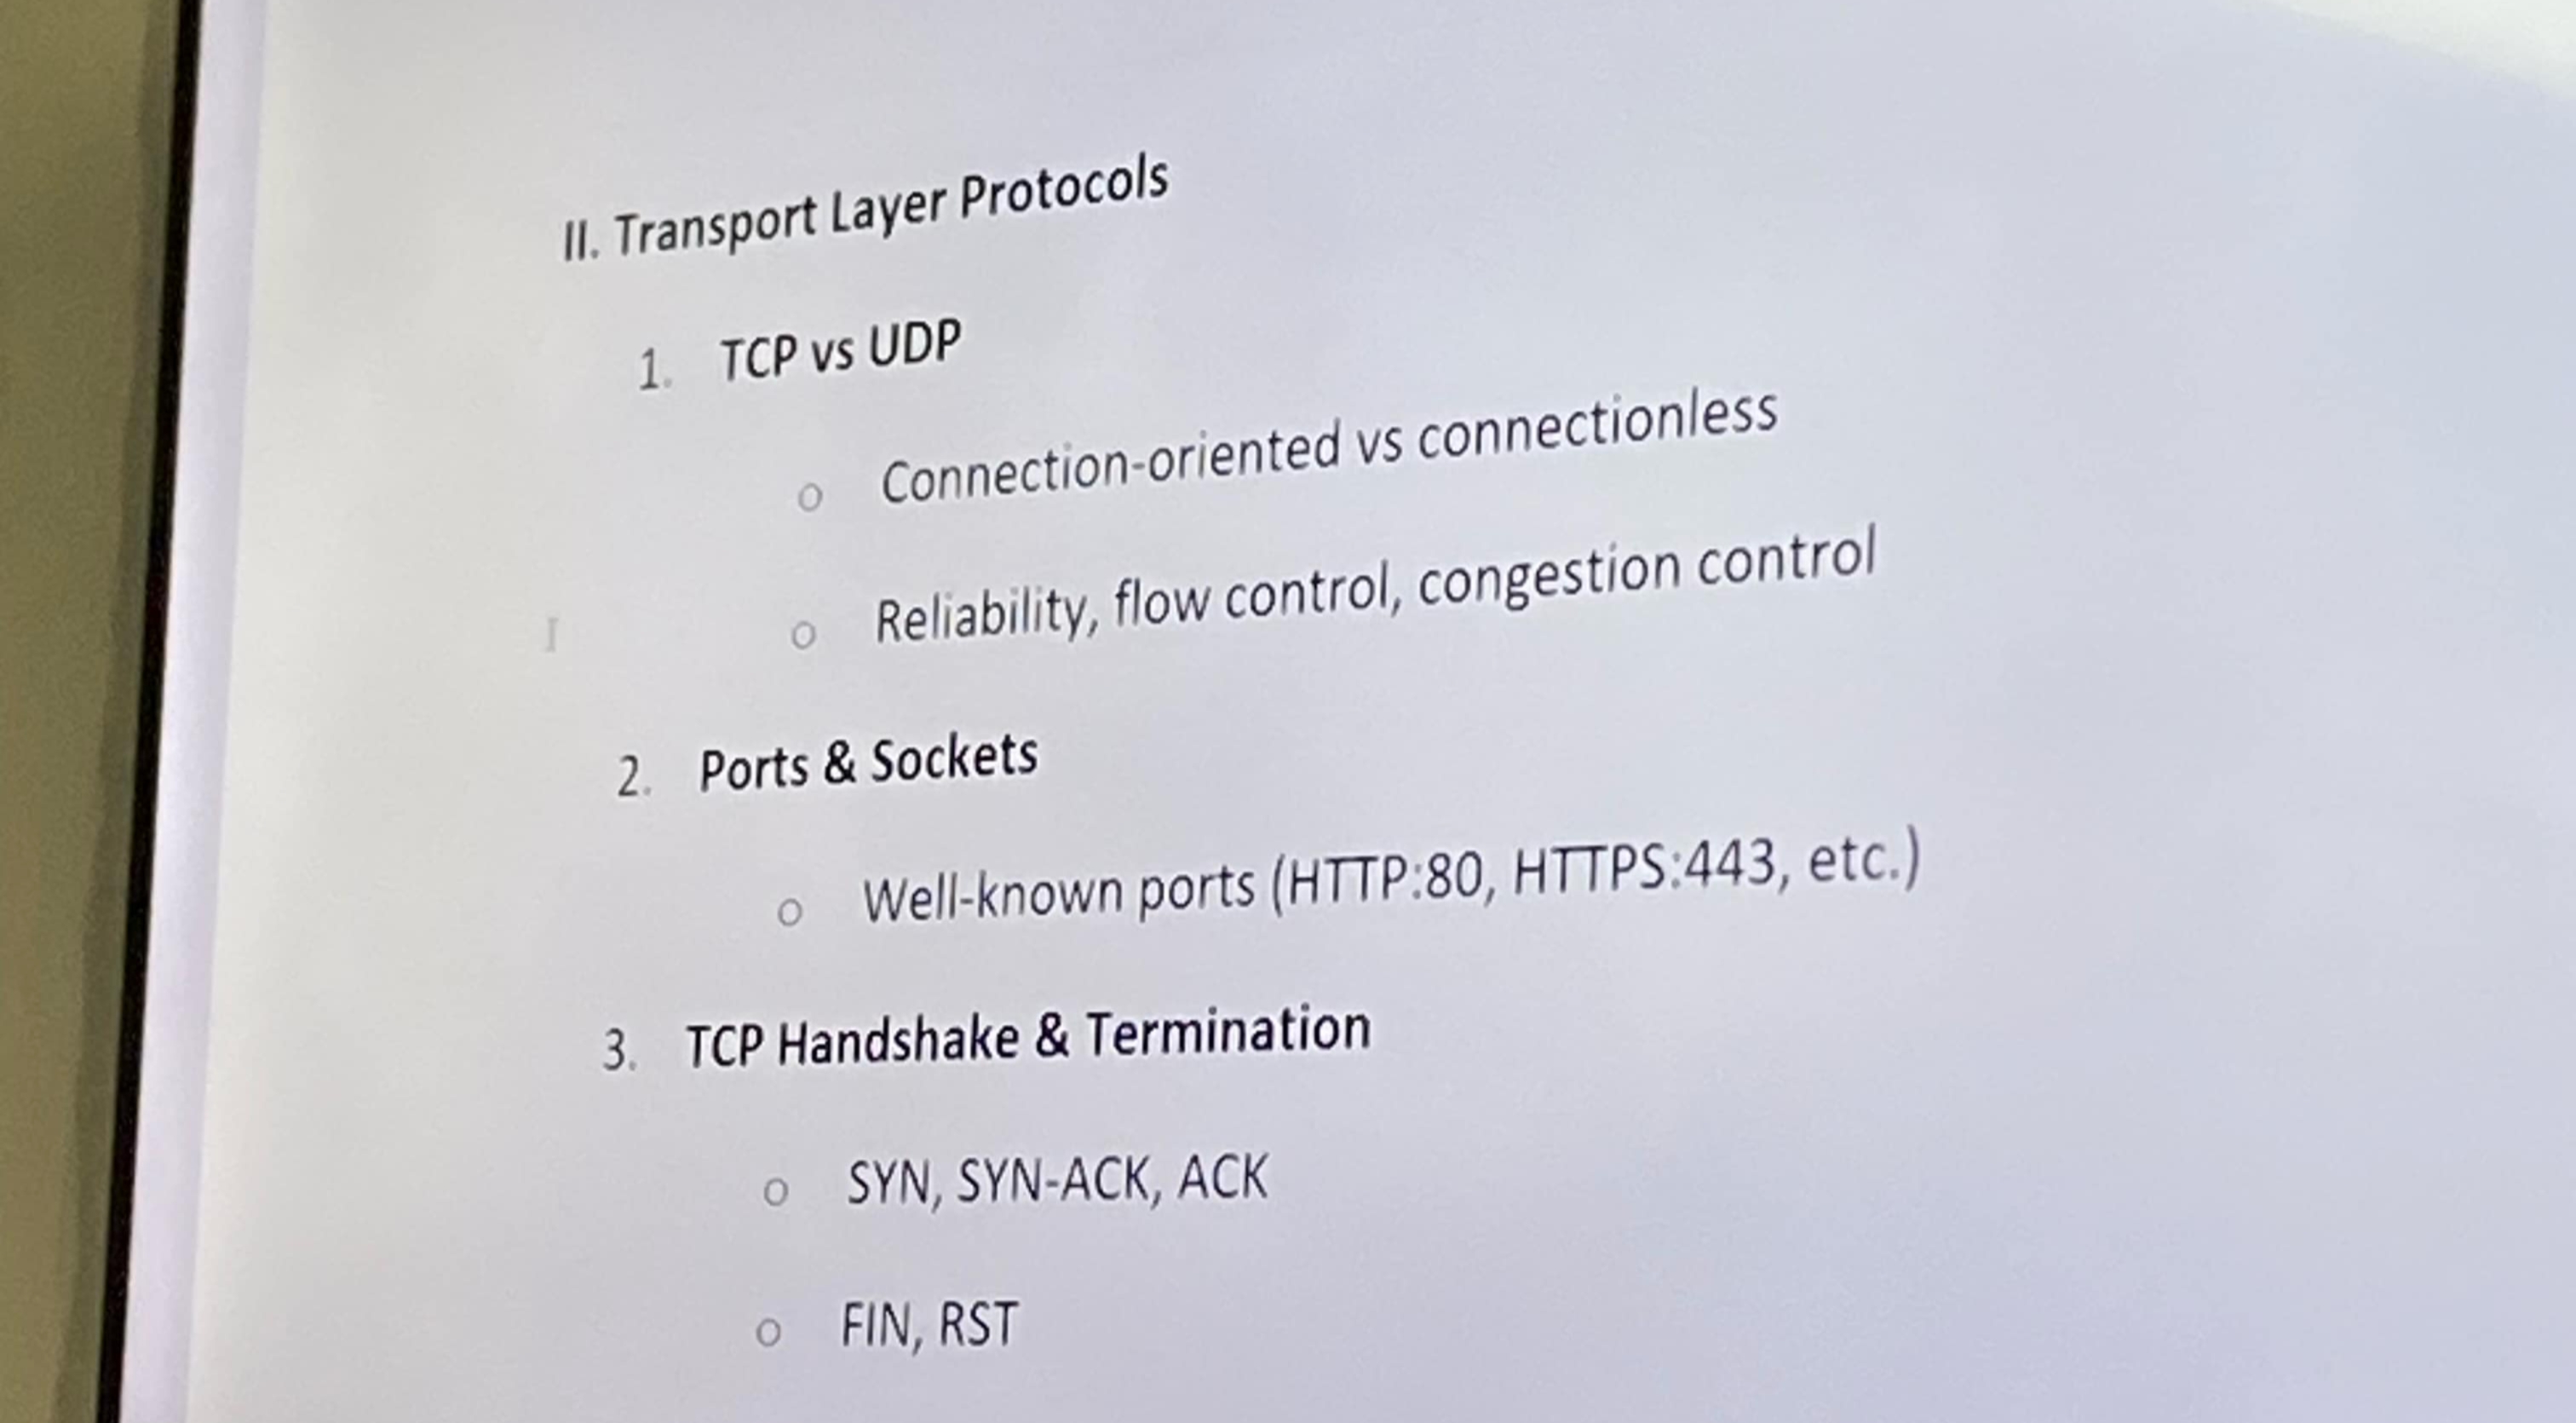 II. Transport Layer Protocols
1. TCP vs UDP
o Connection-oriented vs connectionless
o Reliability, flow control, congestion control
2. Ports & Sockets
o Well-known ports (HTTP:80, HTTPS:443, etc.)
3. TCP Handshake & Termination
o SYN, SYN-ACK, ACK
o FIN, RST